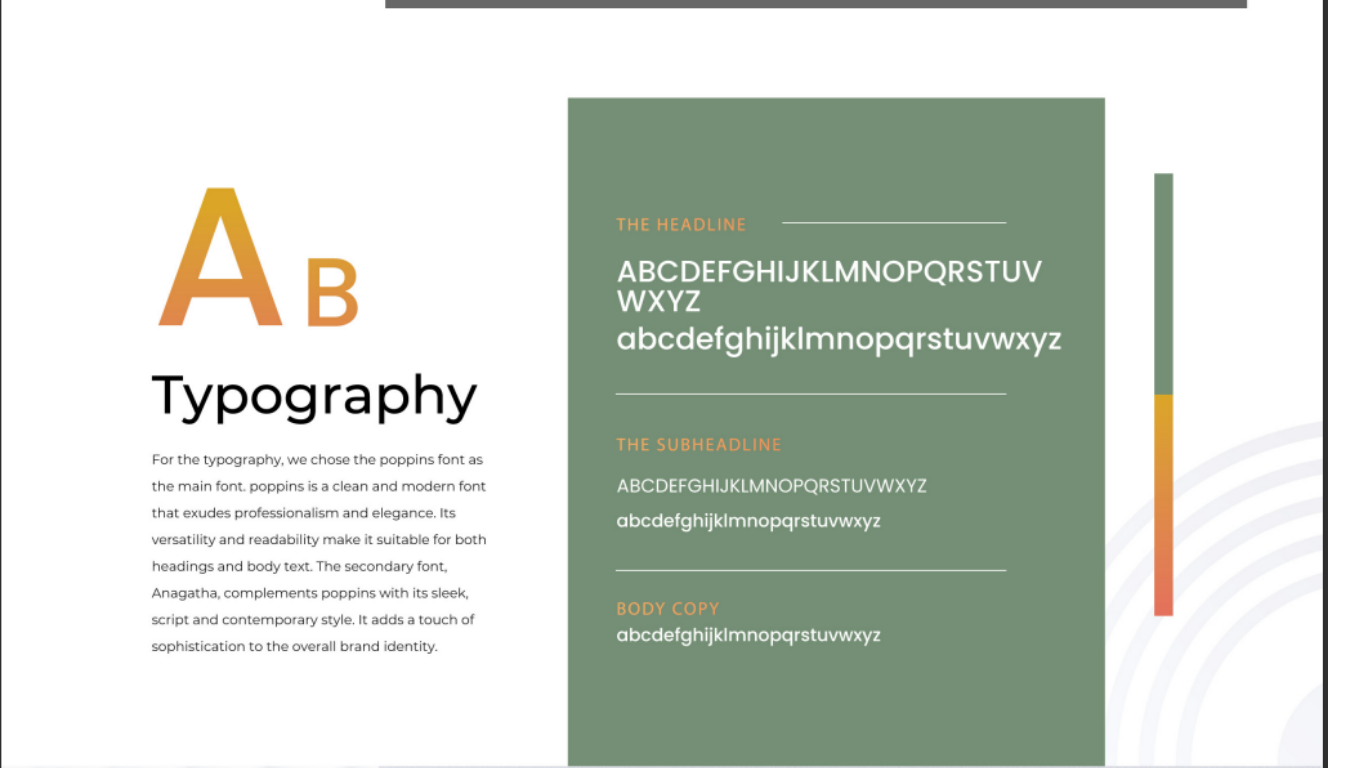 A B
Typography
For the typography, we chose the poppins font as
the main font. poppins is a clean and modern font
that exudes professionalism and elegance. Its
versatility and readability make it suitable for both
headings and body text. The secondary font,
Anagatha, complements poppins with its sleek,
script and contemporary style. It adds a touch of
sophistication to the overall brand identity.
THE HEADLINE
ABCDEFGHIJKLMNOPQRSTUV
WXYZ
abcdefghijklmnopqrstuvwxyz
THE SUBHEADLINE
ABCDEFGHIJKLMNOPQRSTUVWXYZ
abcdefghijklmnopqrstuvwxyz
BODY COPY
abcdefghijklmnopqrstuvwxyz